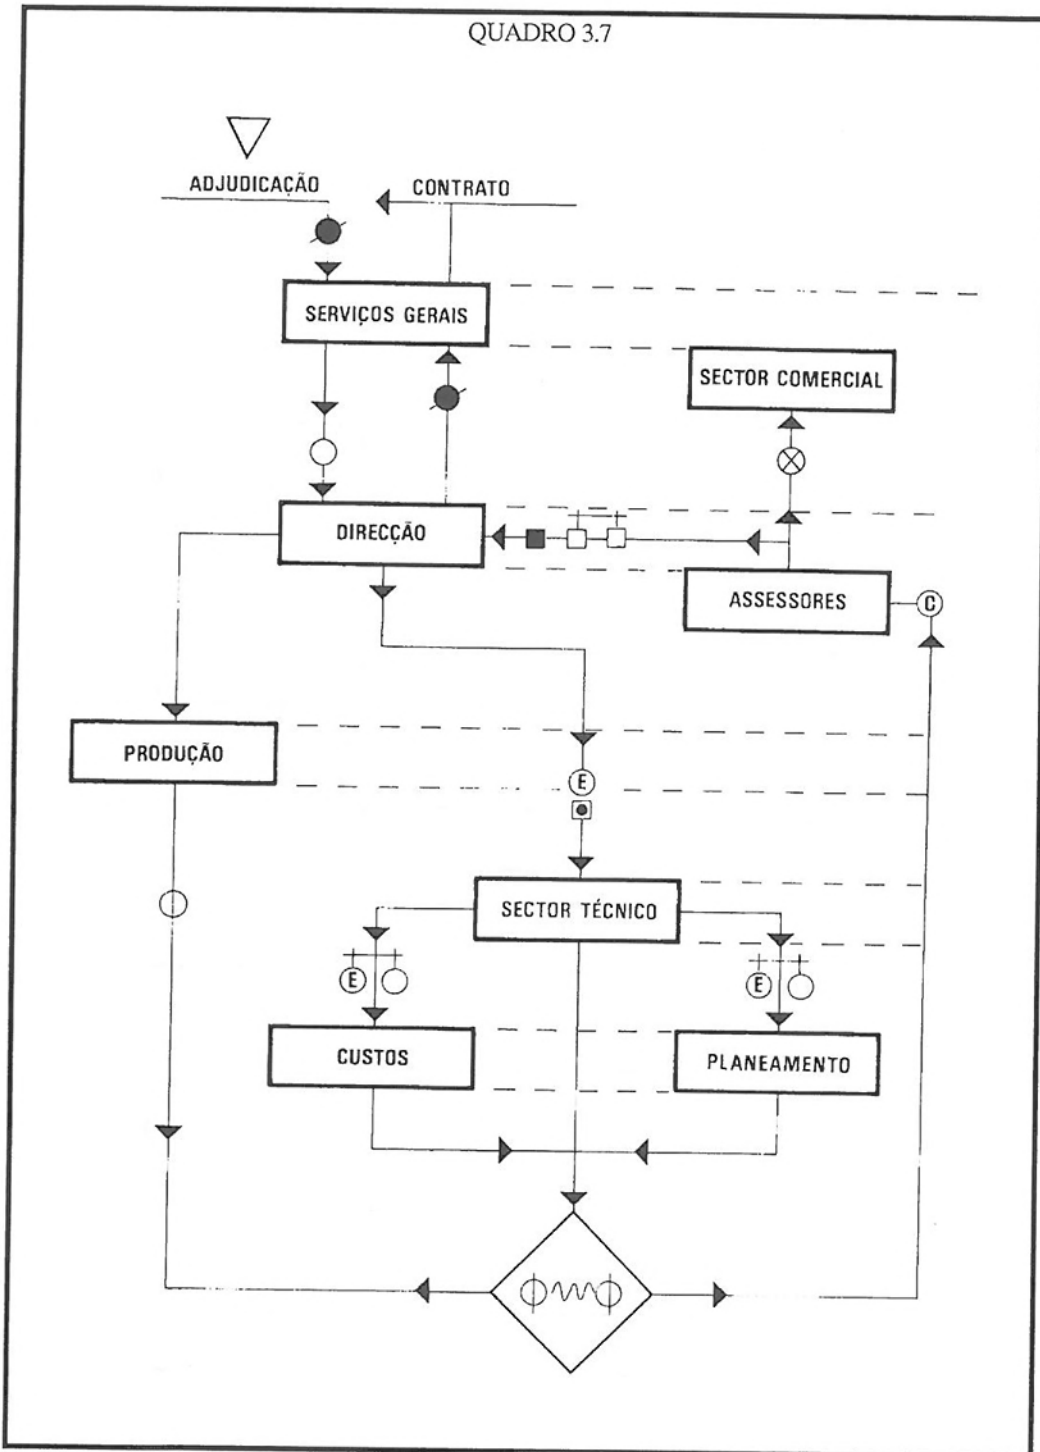 QUADRO 3.7
ADJUDICAÇÃO
CONTRATO
SERVIÇOS GERAIS
SECTOR COMERCIAL
DIRECÇÃO
ASSESSORES
C
PRODUÇÃO
E
SECTOR TÉCNICO
E
E
CUSTOS
PLANEAMENTO